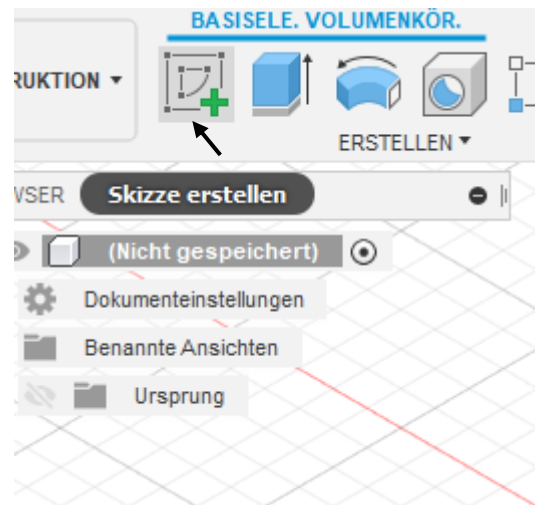 BASISELE. VOLUMENKÖR.
RUKTION
ERSTELLEN
WSER
Skizze erstellen
(Nicht gespeichert)
Dokumenteinstellungen
Benannte Ansichten
Ursprung